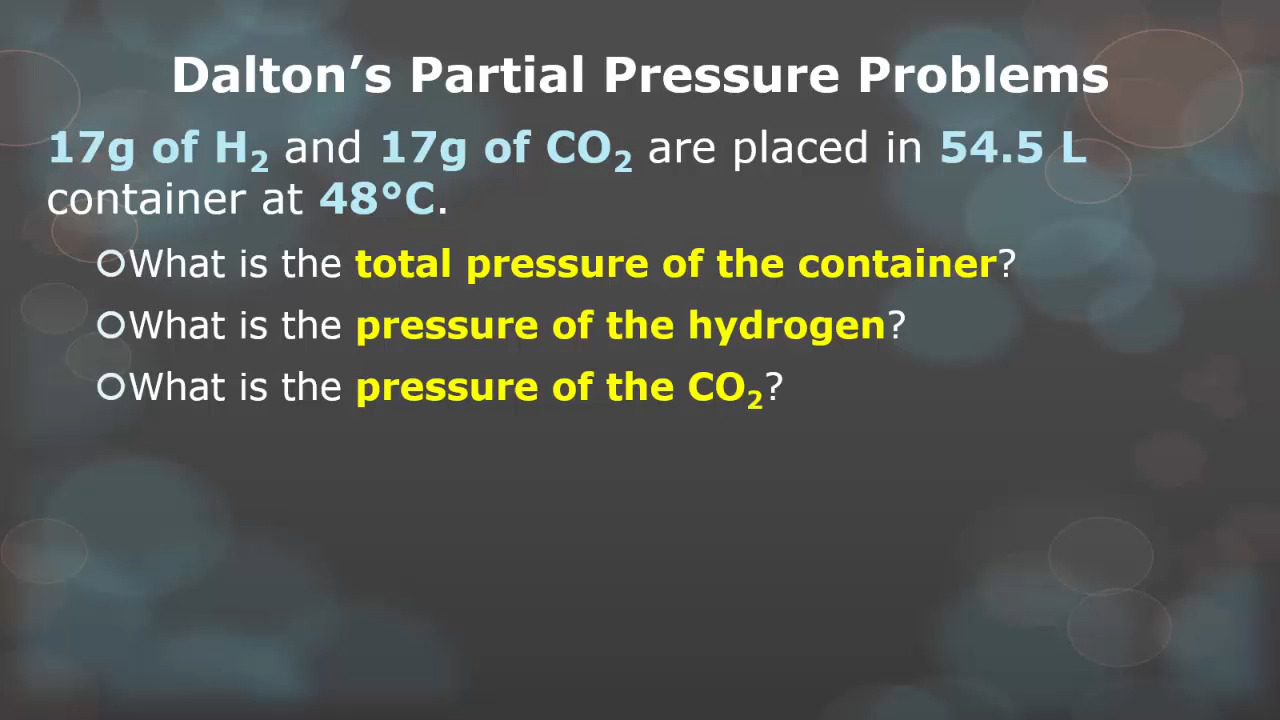 Dalton’s Partial Pressure Problems
17g of H₂ and 17g of CO₂ are placed in 54.5 L
container at 48°C.
What is the total pressure of the container?
What is the pressure of the hydrogen?
What is the pressure of the CO₂?